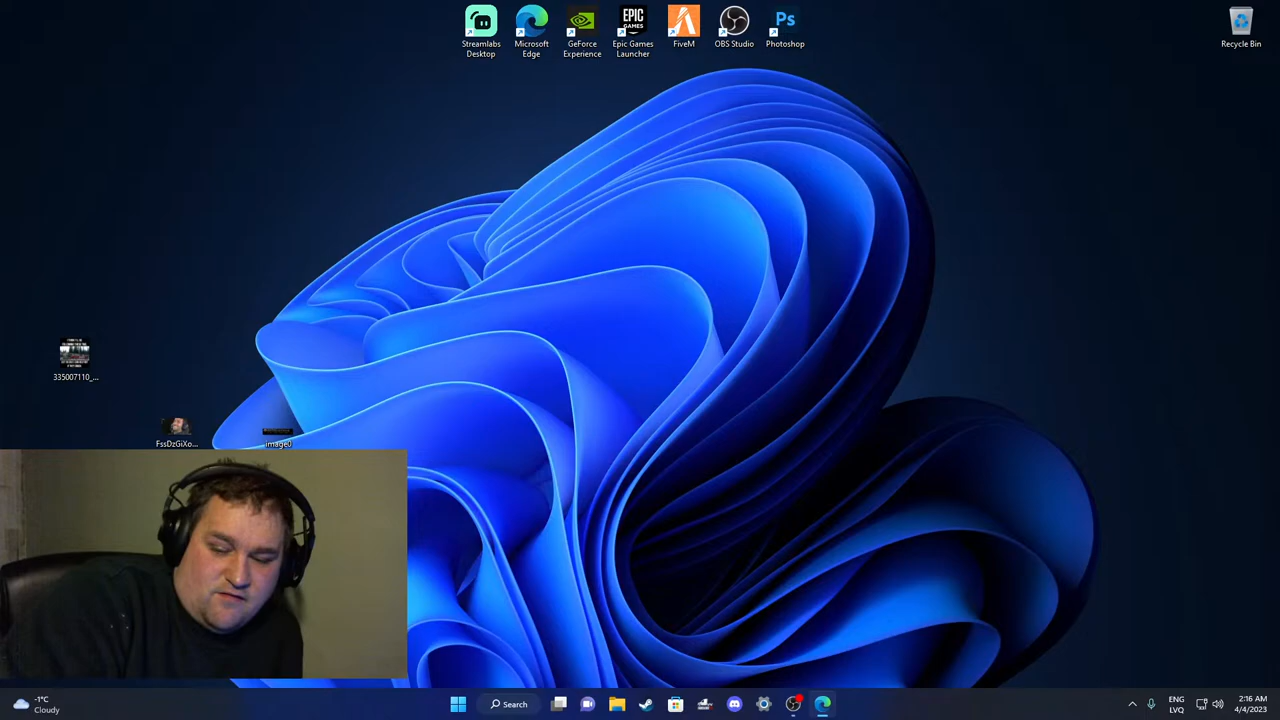 Streamlabs
Desktop
Microsoft
Edge
GeForce
Experience
EPIC
GAMES
Epic Games
Launcher
FiveM
OBS Studio
Ps
Photoshop
Recycle Bin
335007110_...
FssDzGiXo...
image0
-1°C
Cloudy
Search
ENG
LVQ
2:16 AM
4/4/2023